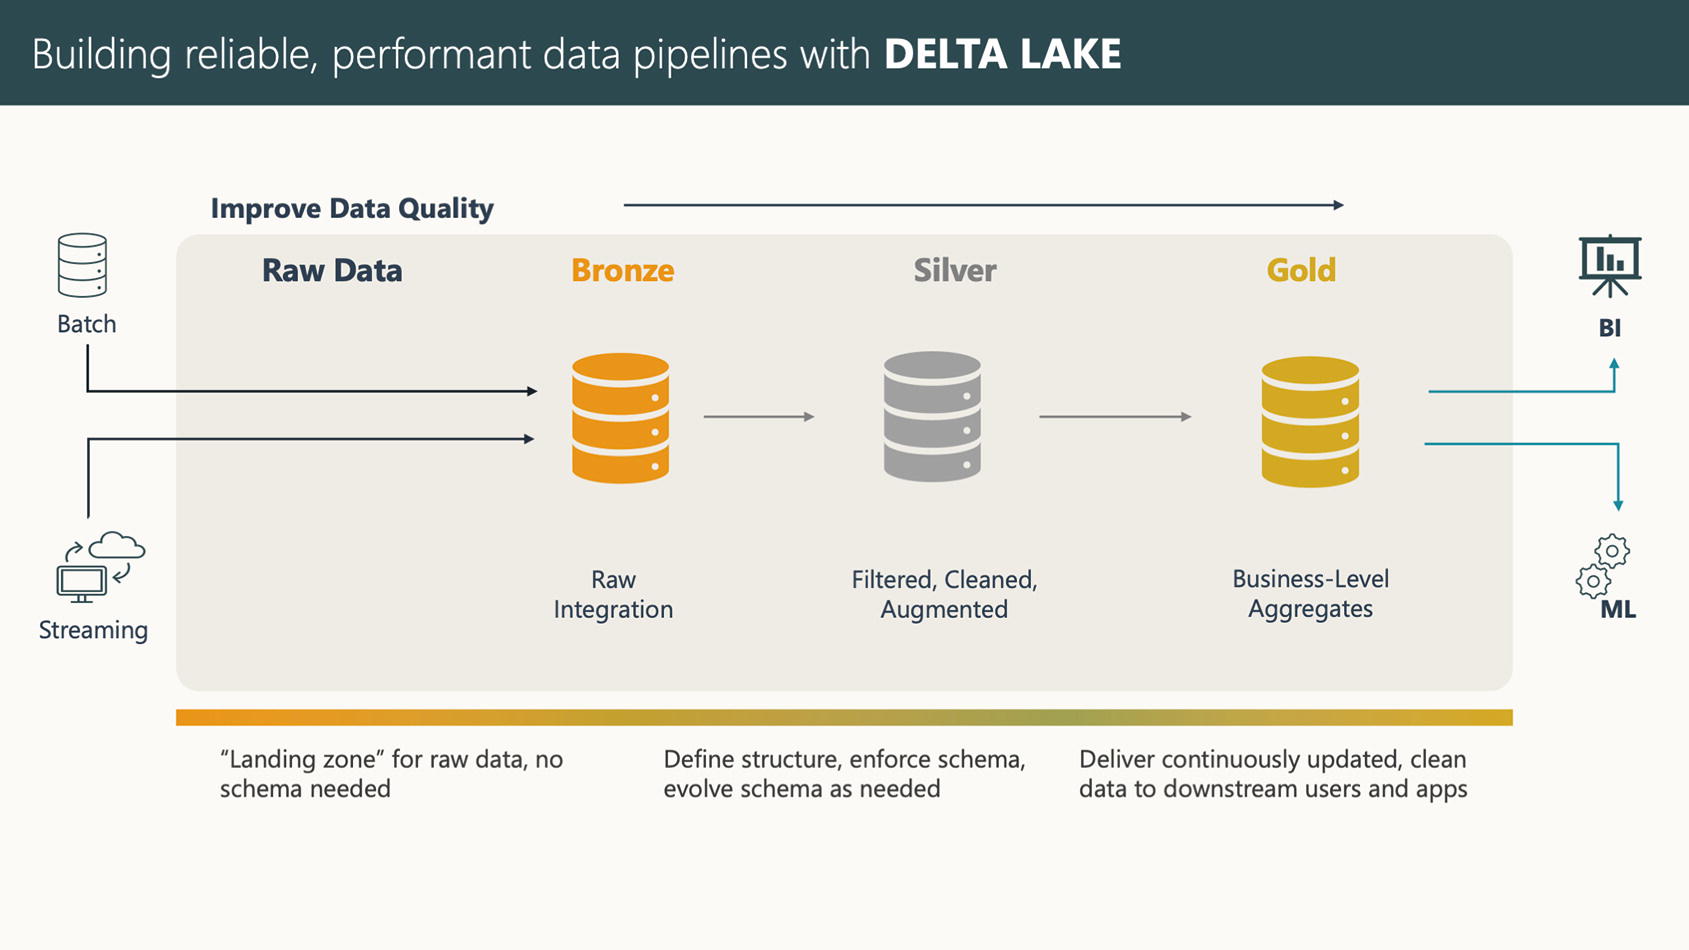 Building reliable, performant data pipelines with DELTA LAKE
Improve Data Quality
Raw Data
Bronze
Silver
Gold
Batch
Streaming
BI
ML
Raw
Integration
Filtered, Cleaned,
Augmented
Business-Level
Aggregates
“Landing zone” for raw data, no
schema needed
Define structure, enforce schema,
evolve schema as needed
Deliver continuously updated, clean
data to downstream users and apps